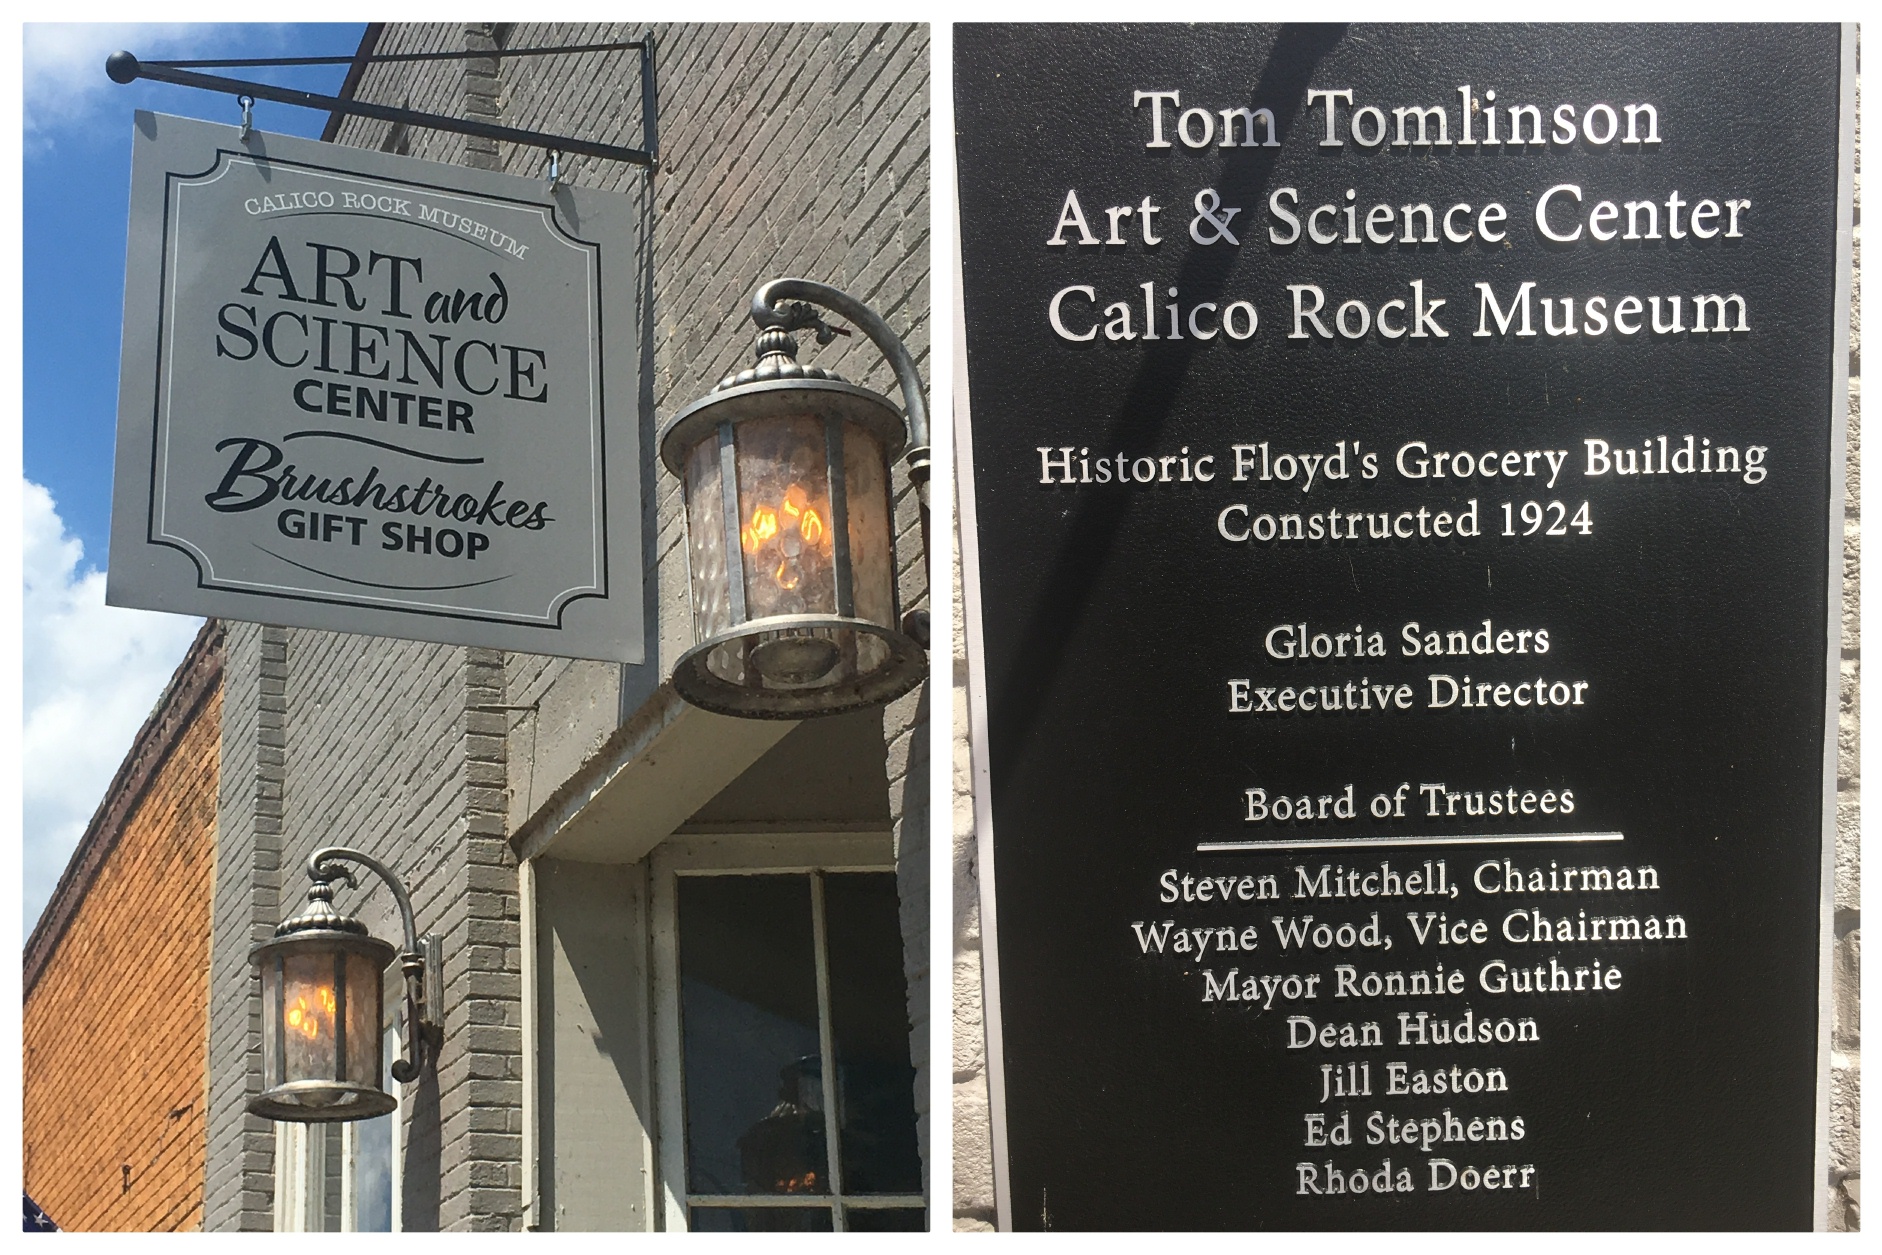 CALICO ROCK MUSEUM
ART and
SCIENCE
CENTER
Brushstrokes
GIFT SHOP
Tom Tomlinson
Art & Science Center
Calico Rock Museum
Historic Floyd's Grocery Building
Constructed 1924
Gloria Sanders
Executive Director
Board of Trustees
Steven Mitchell, Chairman
Wayne Wood, Vice Chairman
Mayor Ronnie Guthrie
Dean Hudson
Jill Easton
Ed Stephens
Rhoda Doerr